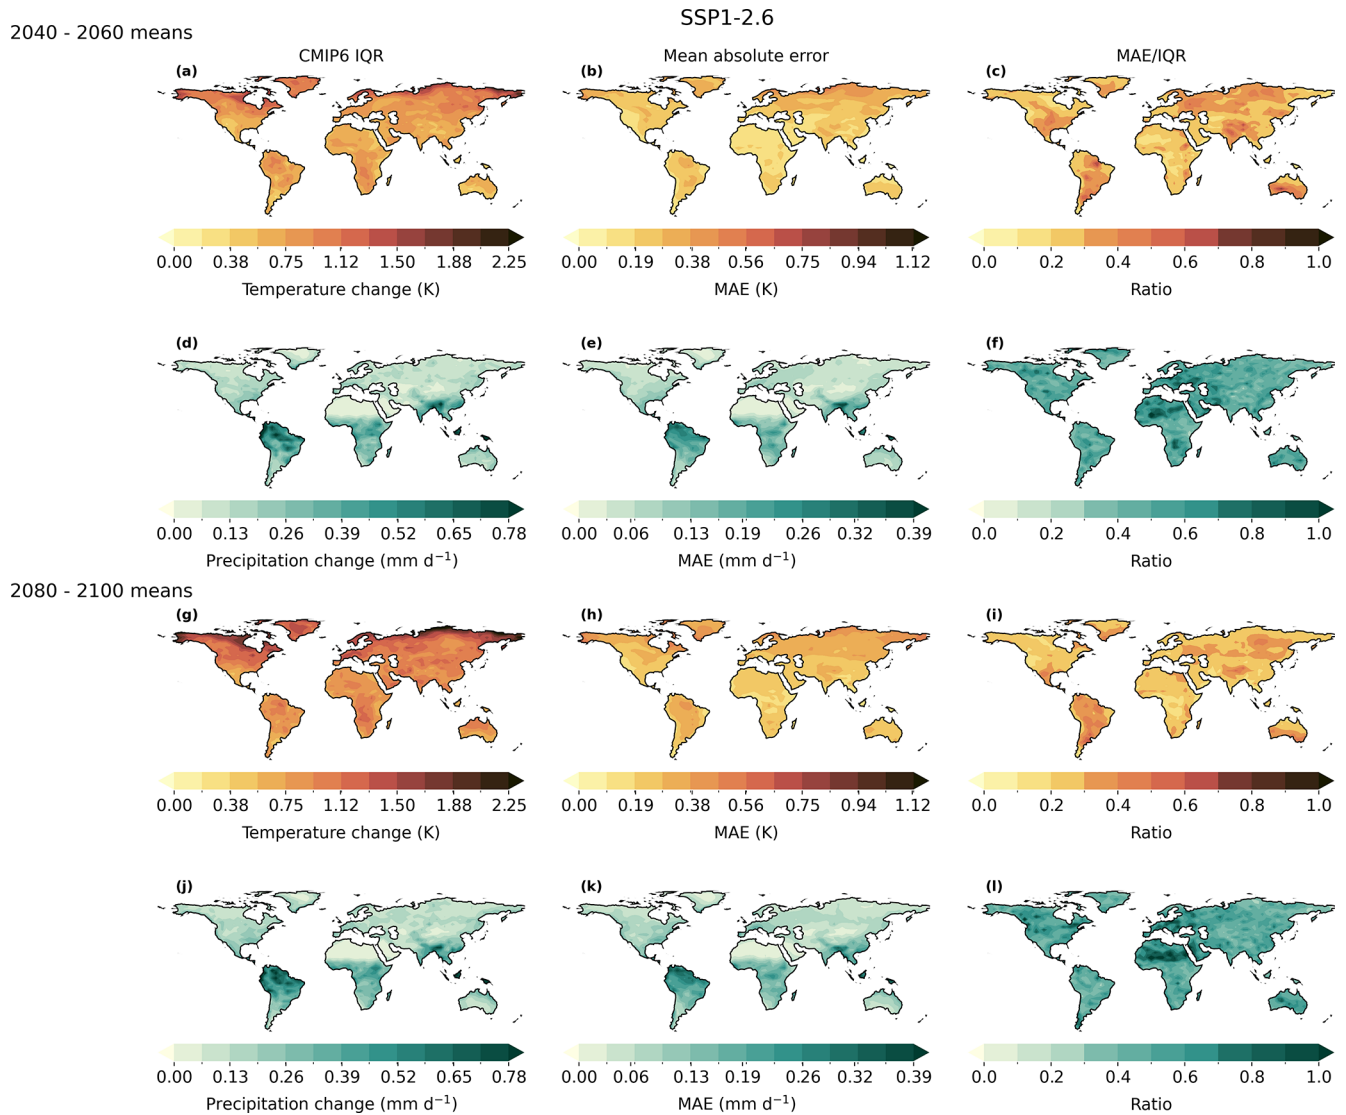 SSP1-2.6
2040 - 2060 means
CMIP6 IQR Mean absolute error MAE/IQR
(a) (b) (c)
0.00 0.38 0.75 1.12 1.50 1.88 2.25 0.00 0.19 0.38 0.56 0.75 0.94 1.12 0.0 0.2 0.4 0.6 0.8 1.0
Temperature change (K) MAE (K) Ratio
(d) (e) (f)
0.00 0.13 0.26 0.39 0.52 0.65 0.78 0.00 0.06 0.13 0.19 0.26 0.32 0.39 0.0 0.2 0.4 0.6 0.8 1.0
Precipitation change (mm d⁻¹) MAE (mm d⁻¹) Ratio
2080 - 2100 means
(g) (h) (i)
0.00 0.38 0.75 1.12 1.50 1.88 2.25 0.00 0.19 0.38 0.56 0.75 0.94 1.12 0.0 0.2 0.4 0.6 0.8 1.0
Temperature change (K) MAE (K) Ratio
(j) (k) (l)
0.00 0.13 0.26 0.39 0.52 0.65 0.78 0.00 0.06 0.13 0.19 0.26 0.32 0.39 0.0 0.2 0.4 0.6 0.8 1.0
Precipitation change (mm d⁻¹) MAE (mm d⁻¹) Ratio